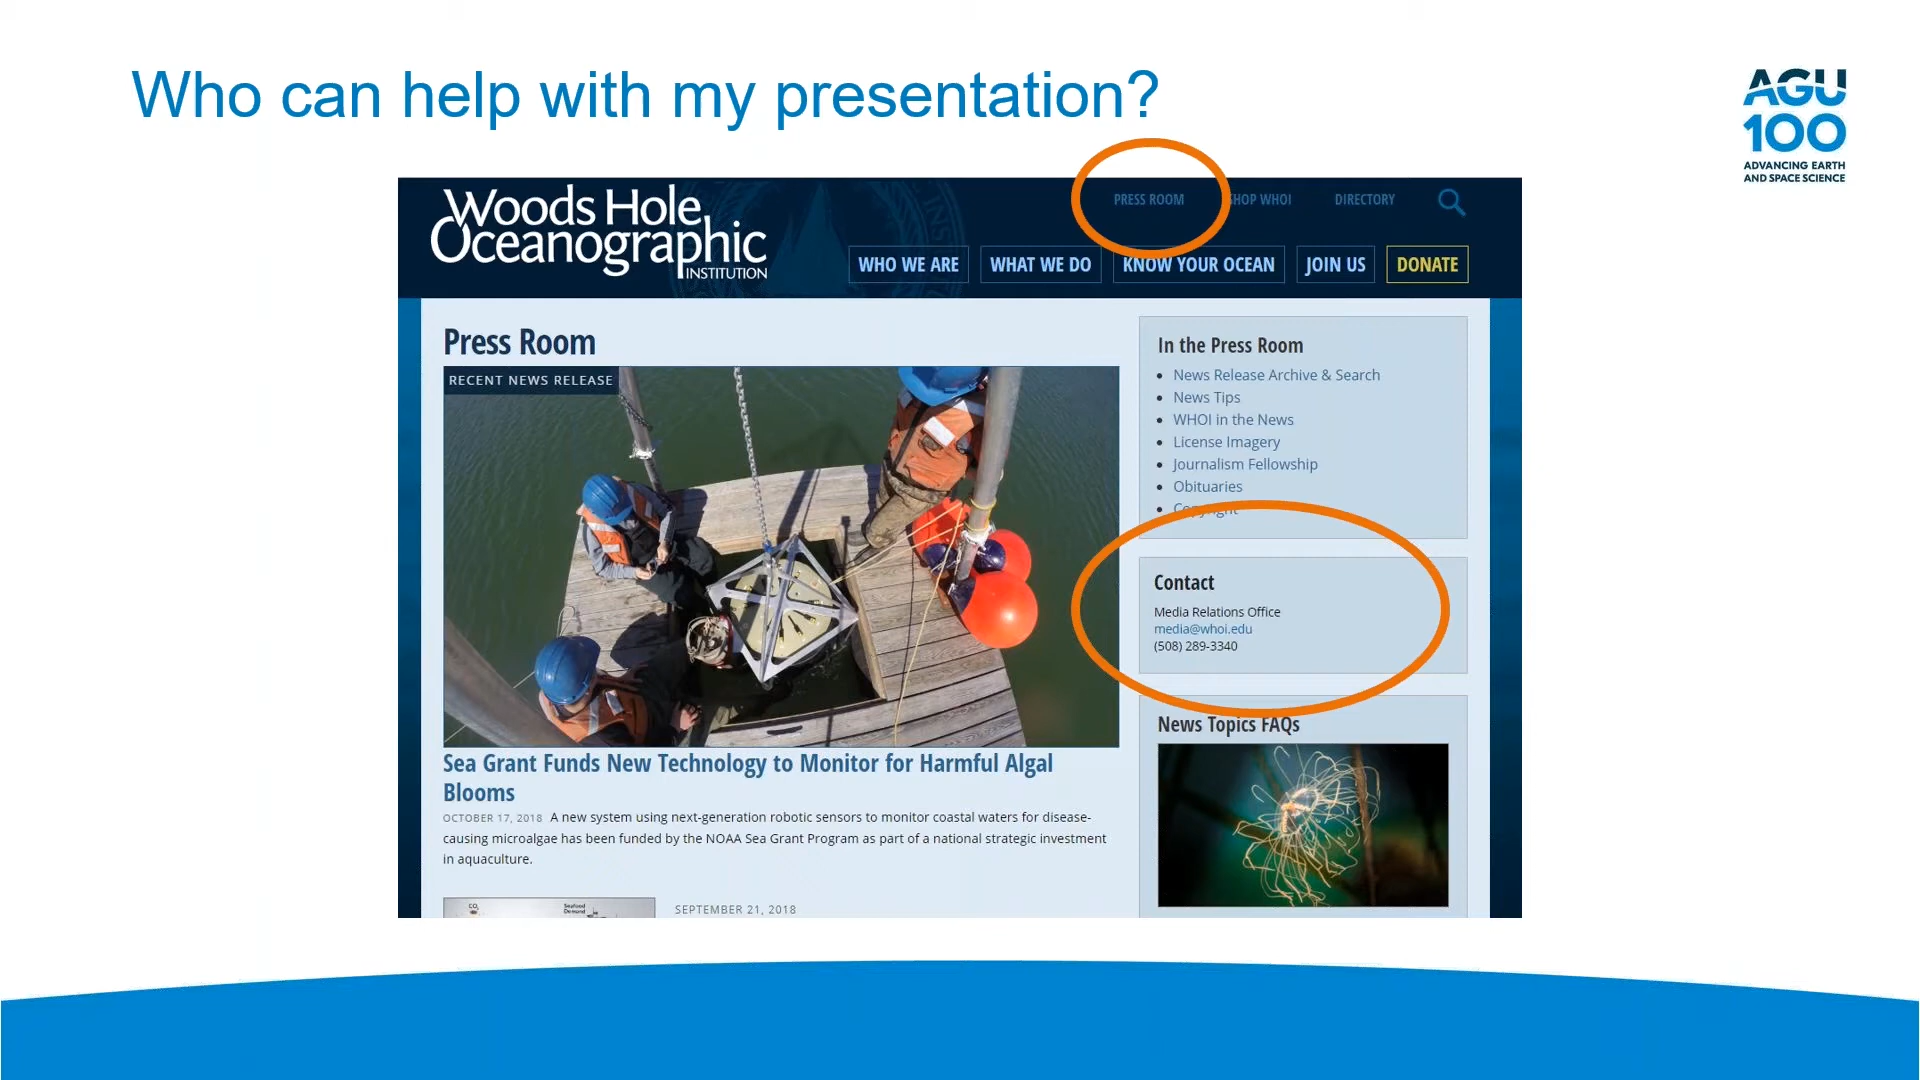 Who can help with my presentation?
AGU
100
ADVANCING EARTH
AND SPACE SCIENCE
Woods Hole
Oceanographic
INSTITUTION
PRESS ROOM
SHOP WHOI
DIRECTORY
WHO WE ARE
WHAT WE DO
KNOW YOUR OCEAN
JOIN US
DONATE
Press Room
RECENT NEWS RELEASE
Sea Grant Funds New Technology to Monitor for Harmful Algal
Blooms
OCTOBER 17, 2018 A new system using next-generation robotic sensors to monitor coastal waters for disease-
causing microalgae has been funded by the NOAA Sea Grant Program as part of a national strategic investment
in aquaculture.
CO2
Seafood
Demand
SEPTEMBER 21, 2018
In the Press Room
News Release Archive & Search
News Tips
WHOI in the News
License Imagery
Journalism Fellowship
Obituaries
Copyright
Contact
Media Relations Office
media@whoi.edu
(508) 289-3340
News Topics FAQs